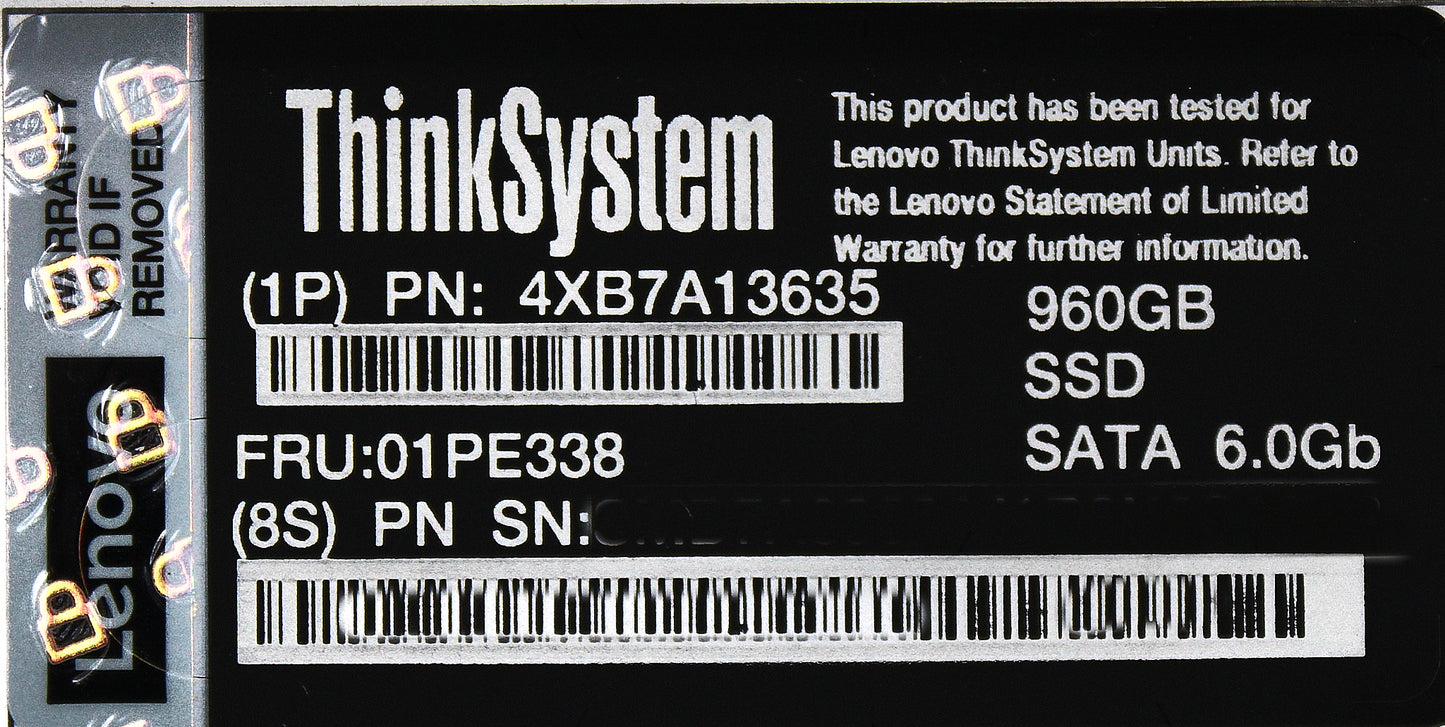 WARRANTY
VOID IF
REMOVED
Lenovo
ThinkSystem
This product has been tested for
Lenovo ThinkSystem Units. Refer to
the Lenovo Statement of Limited
Warranty for further information.
(1P) PN: 4XB7A13635
960GB
SSD
SATA 6.0Gb
FRU:01PE338
(8S) PN SN: